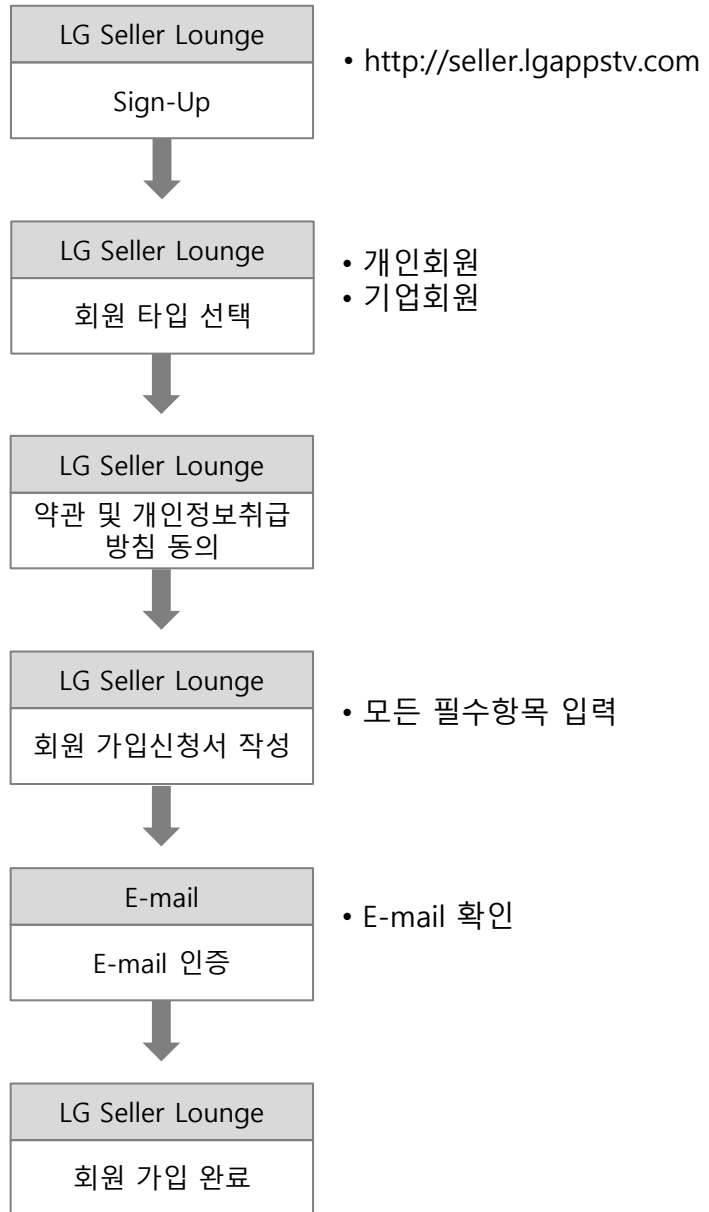 LG Seller Lounge
Sign-Up
• http://seller.lgappstv.com
LG Seller Lounge
회원 타입 선택
• 개인회원
• 기업회원
LG Seller Lounge
약관 및 개인정보취급
방침 동의
LG Seller Lounge
회원 가입신청서 작성
• 모든 필수항목 입력
E-mail
E-mail 인증
• E-mail 확인
LG Seller Lounge
회원 가입 완료